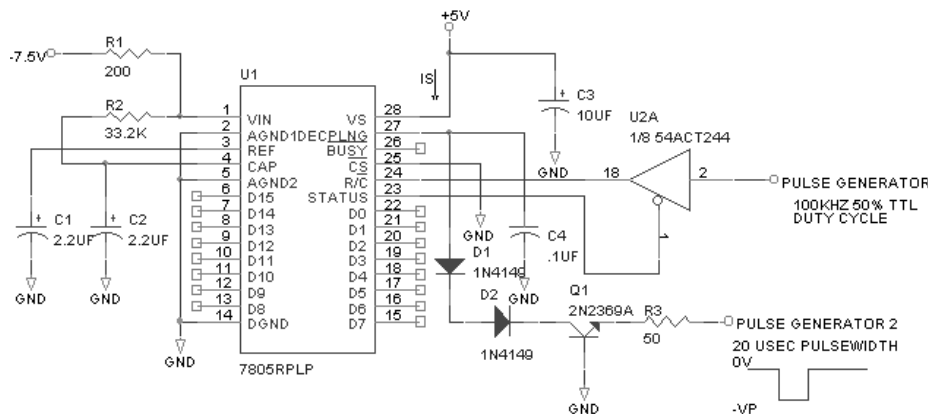 +5V
R1
-7.5V
200
U1
IS
R2
33.2K
C3
10UF
U2A
1/8 54ACT244
GND
1 VIN VS 28
2 AGND1 DECPLNG 27
3 REF BUSY 26
4 CAP CS 25
5 AGND2 R/C 24
6 D15 STATUS 23
7 D14 D0 22
8 D13 D1 21
9 D12 D2 20
10 D11 D3 19
11 D10 D4 18
12 D9 D5 17
13 D8 D6 16
14 DGND D7 15
18
2
1
PULSE GENERATOR
100KHZ 50% TTL
DUTY CYCLE
C1
2.2UF
C2
2.2UF
GND
GND
GND
C4
.1UF
D1
1N4149
GND
D2
1N4149
Q1
2N2369A
R3
50
PULSE GENERATOR 2
20 USEC PULSEWIDTH
0V
-VP
GND
GND
7805RPLP